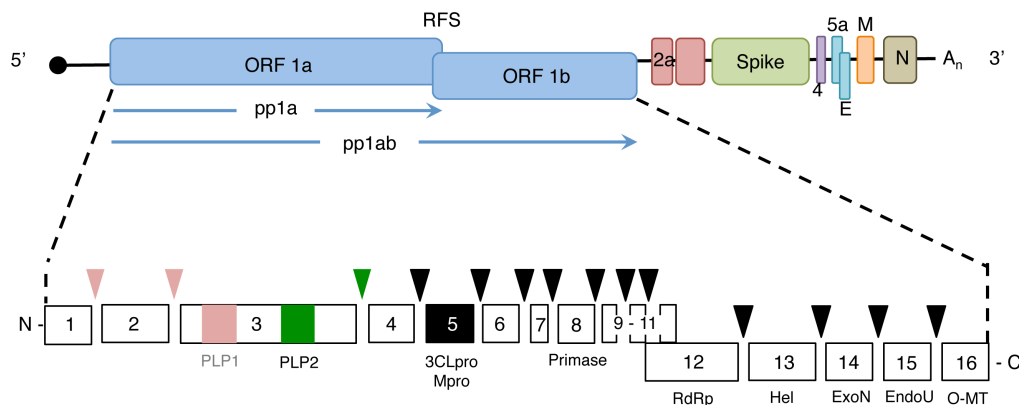 RFS
5’
ORF 1a
ORF 1b
2a
Spike
4
5a
E
M
N
An
3’
pp1a
pp1ab
N -
1
2
3
4
5
6
7
8
9 - 11
PLP1
PLP2
3CLpro
Mpro
Primase
12
13
14
15
16
- C
RdRp
Hel
ExoN
EndoU
O-MT